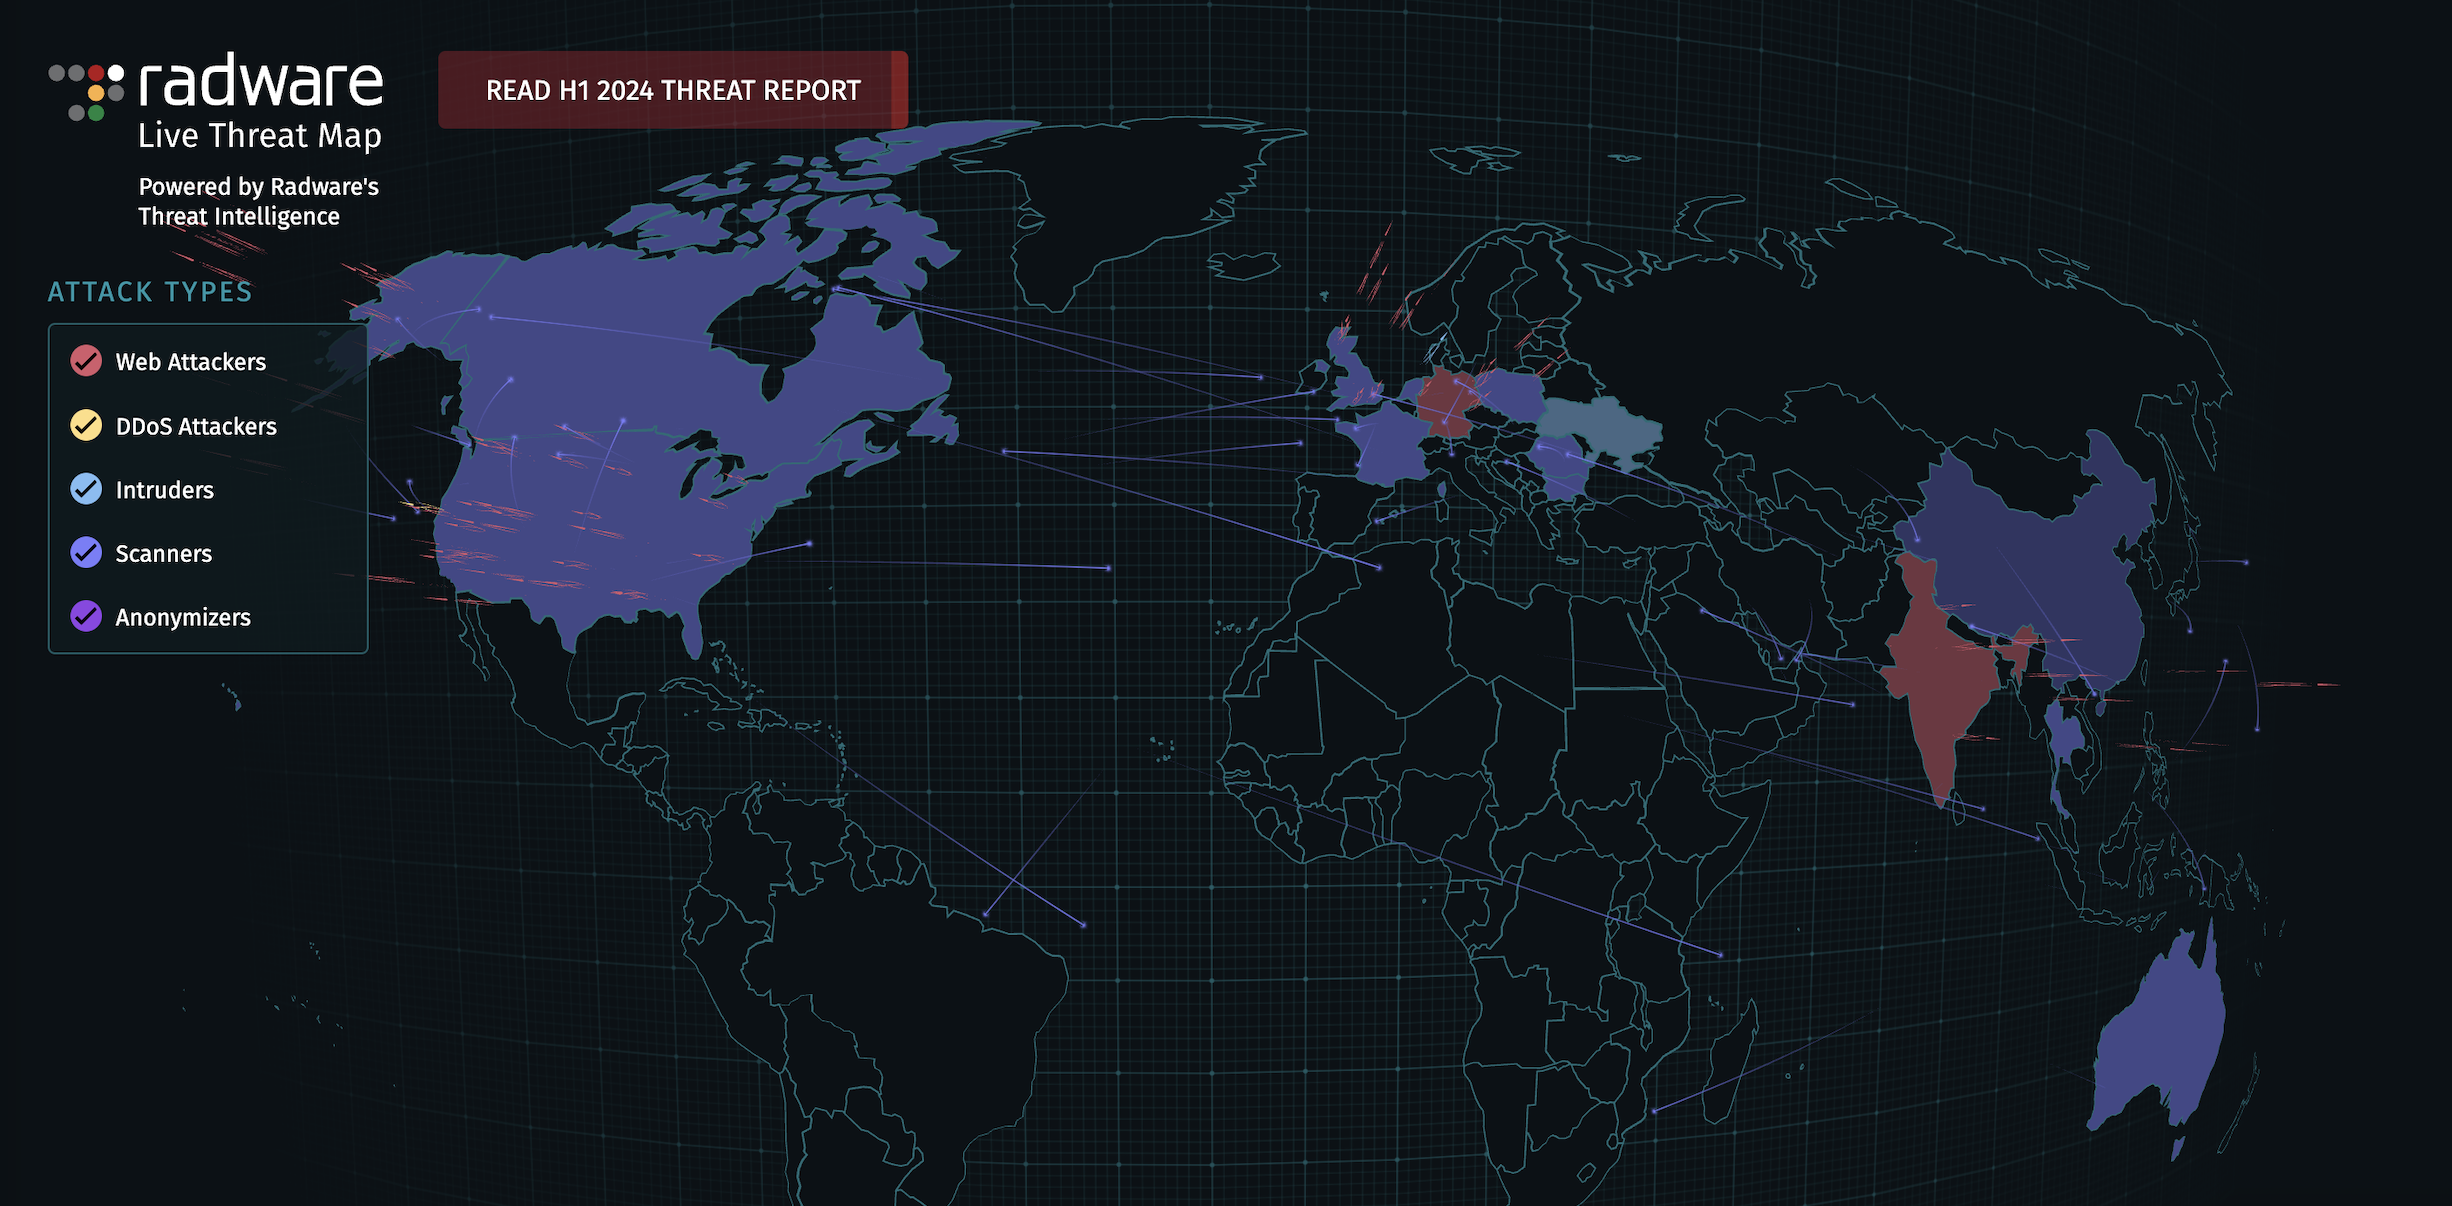 radware
Live Threat Map
Powered by Radware's
Threat Intelligence
READ H1 2024 THREAT REPORT
ATTACK TYPES
Web Attackers
DDoS Attackers
Intruders
Scanners
Anonymizers